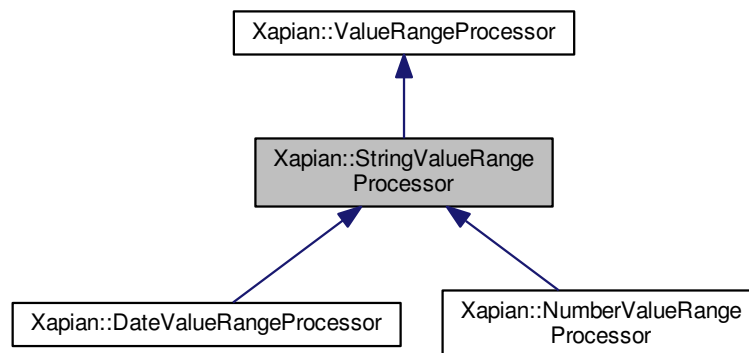 Xapian::ValueRangeProcessor
Xapian::StringValueRange
Processor
Xapian::DateValueRangeProcessor
Xapian::NumberValueRange
Processor